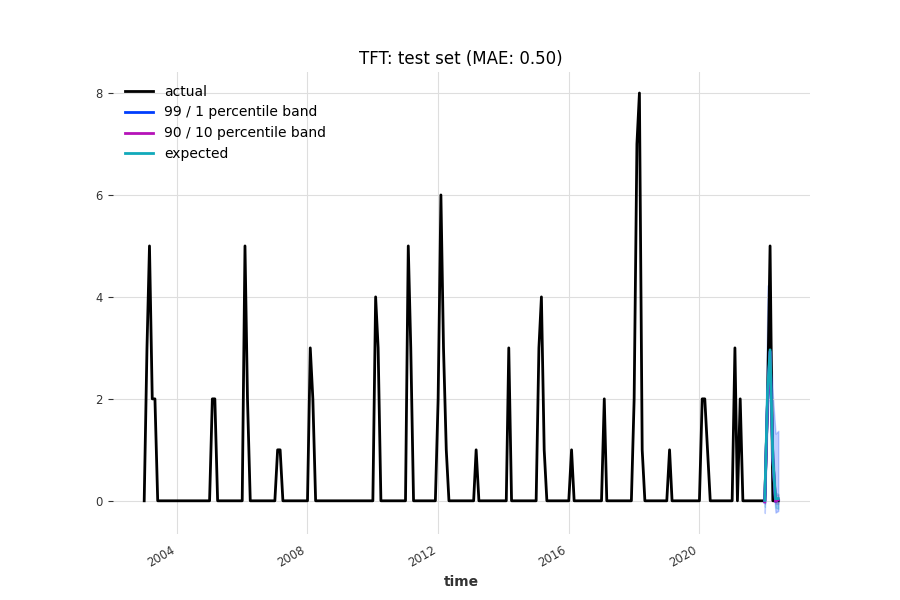 TFT: test set (MAE: 0.50)
actual
99 / 1 percentile band
90 / 10 percentile band
expected
8
6
4
2
0
2004
2008
2012
2016
2020
time